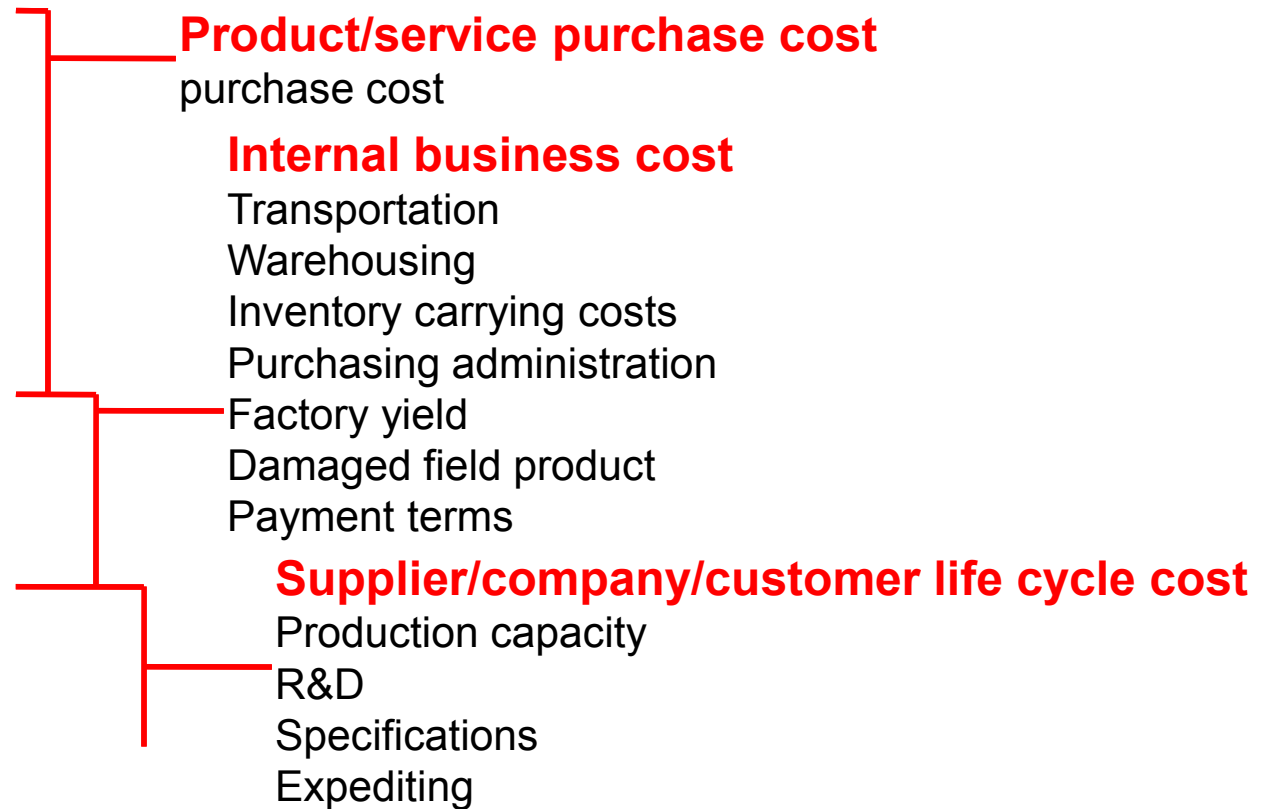 Product/service purchase cost
purchase cost
Internal business cost
Transportation
Warehousing
Inventory carrying costs
Purchasing administration
Factory yield
Damaged field product
Payment terms
Supplier/company/customer life cycle cost
Production capacity
R&D
Specifications
Expediting